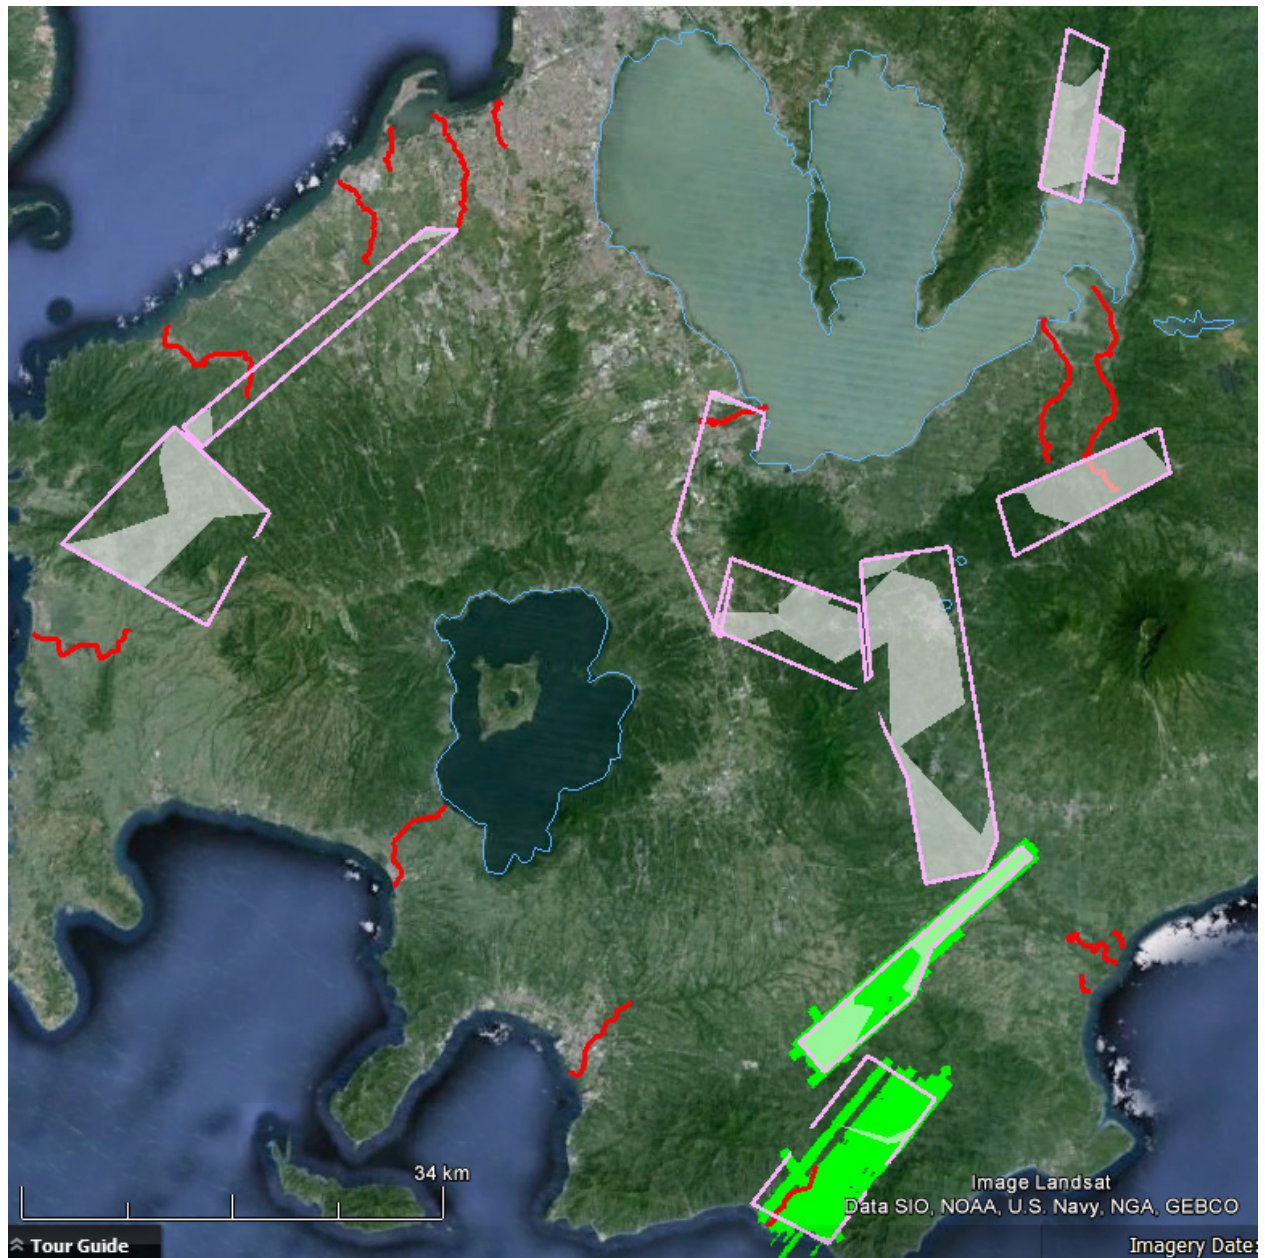 34 km
Image Landsat
Data SIO, NOAA, U.S. Navy, NGA, GEBCO
Tour Guide
Imagery Date: